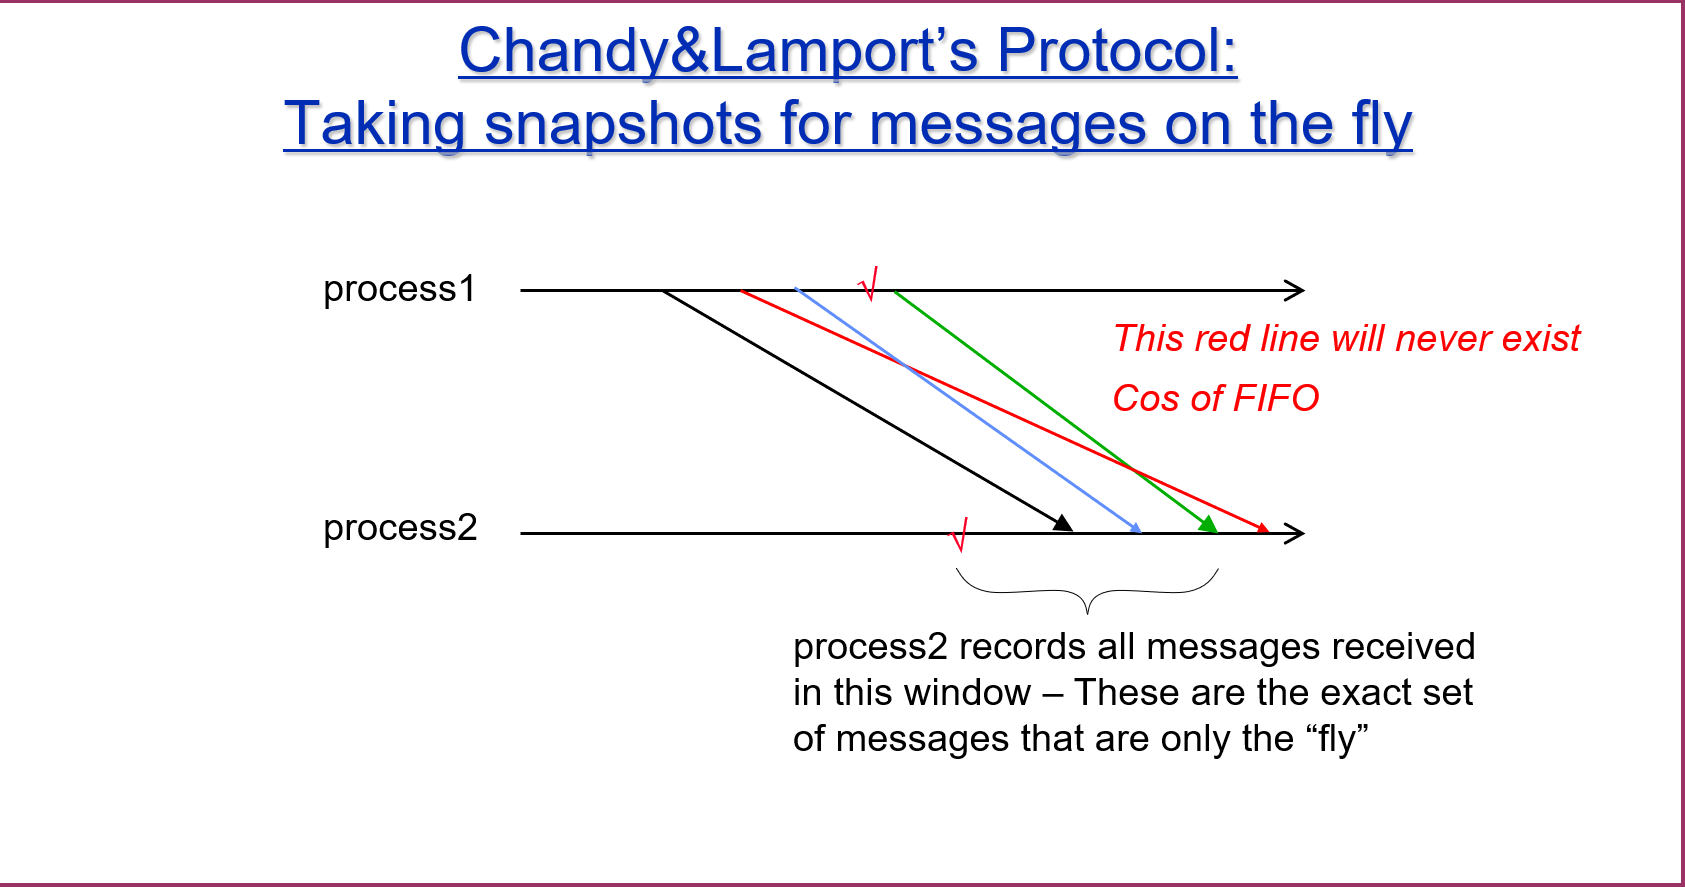 Chandy&Lamport’s Protocol:
Taking snapshots for messages on the fly
process1
This red line will never exist
Cos of FIFO
process2
process2 records all messages received
in this window – These are the exact set
of messages that are only the “fly”